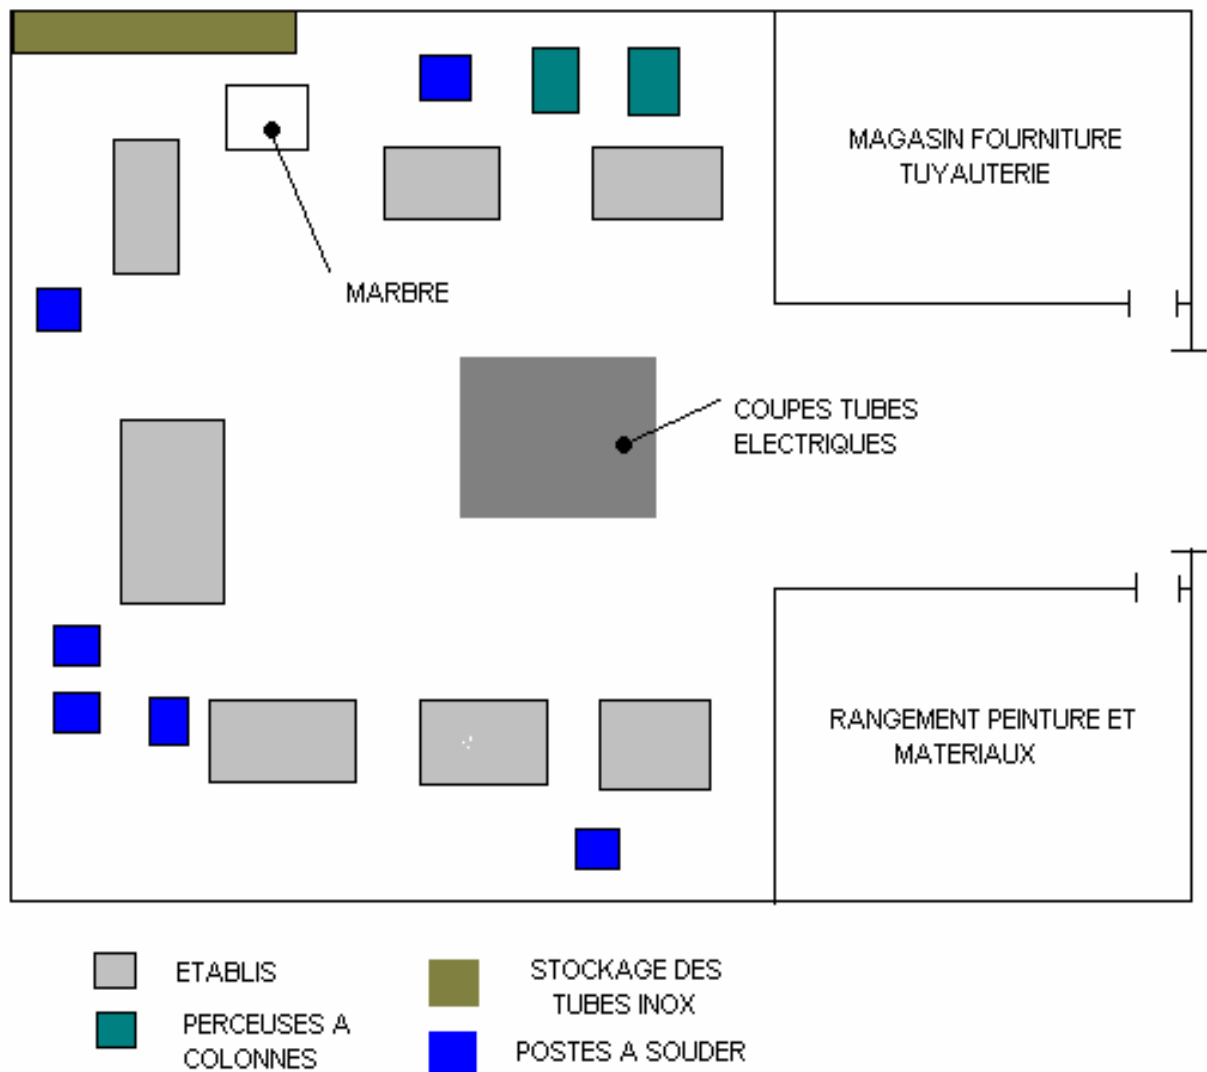 MAGASIN FOURNITURE
TUYAUTERIE
MARBRE
COUPES TUBES
ELECTRIQUES
RANGEMENT PEINTURE ET
MATERIAUX
ETABLIS
PERCEUSES A
COLONNES
STOCKAGE DES
TUBES INOX
POSTES A SOUDER